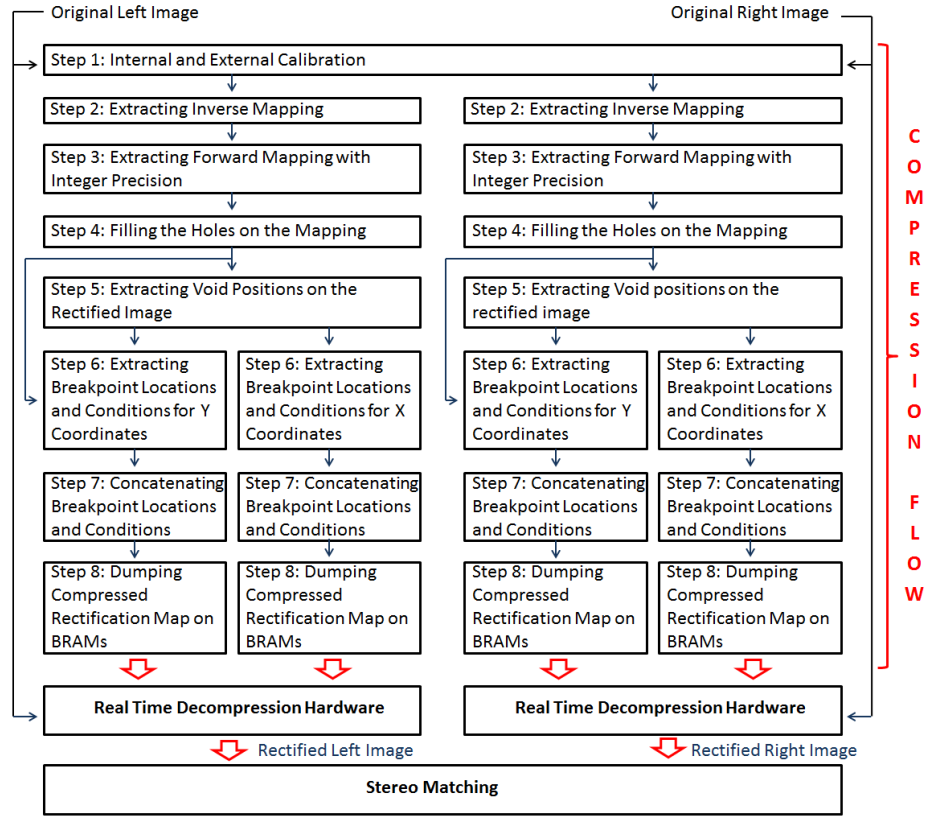 Original Left Image
Original Right Image
Step 1: Internal and External Calibration
Step 2: Extracting Inverse Mapping
Step 2: Extracting Inverse Mapping
Step 3: Extracting Forward Mapping with
Integer Precision
Step 3: Extracting Forward Mapping with
Integer Precision
Step 4: Filling the Holes on the Mapping
Step 4: Filling the Holes on the Mapping
Step 5: Extracting Void Positions on the
Rectified Image
Step 5: Extracting Void positions on the
rectified image
Step 6: Extracting
Breakpoint Locations
and Conditions for Y
Coordinates
Step 6: Extracting
Breakpoint Locations
and Conditions for X
Coordinates
Step 6: Extracting
Breakpoint Locations
and Conditions for Y
Coordinates
Step 6: Extracting
Breakpoint Locations
and Conditions for X
Coordinates
Step 7: Concatenating
Breakpoint Locations
and Conditions
Step 7: Concatenating
Breakpoint Locations
and Conditions
Step 7: Concatenating
Breakpoint Locations
and Conditions
Step 7: Concatenating
Breakpoint Locations
and Conditions
Step 8: Dumping
Compressed
Rectification Map on
BRAMs
Step 8: Dumping
Compressed
Rectification Map on
BRAMs
Step 8: Dumping
Compressed
Rectification Map on
BRAMs
Step 8: Dumping
Compressed
Rectification Map on
BRAMs
COMPRESSION FLOW
Real Time Decompression Hardware
Real Time Decompression Hardware
Rectified Left Image
Rectified Right Image
Stereo Matching